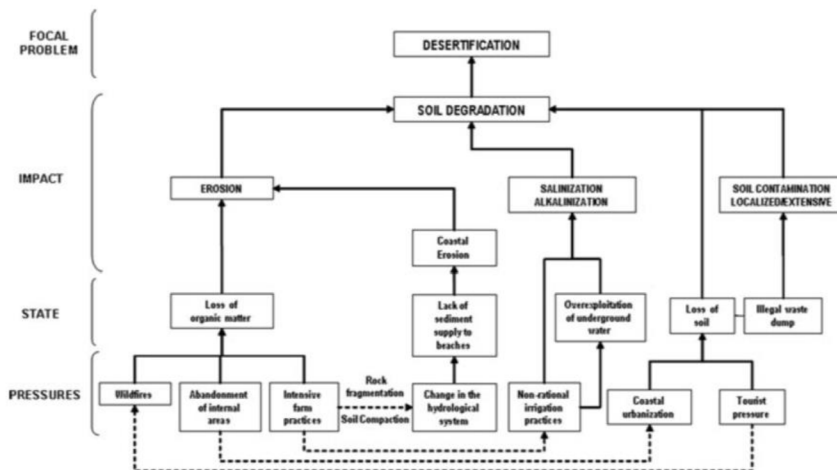 FOCAL
PROBLEM
DESERTIFICATION
SOIL DEGRADATION
IMPACT
EROSION
SALINIZATION
ALKALINIZATION
SOIL CONTAMINATION
LOCALIZED/EXTENSIVE
Coastal
Erosion
STATE
Loss of
organic matter
Lack of
sediment
supply to
beaches
Overexploitation
of underground
water
Loss of
soil
Illegal waste
dump
PRESSURES
Wildfires
Abandonment
of internal
areas
Intensive
farm
practices
Rock
fragmentation
Soil Compaction
Change in the
hydrological
system
Non-rational
irrigation
practices
Coastal
urbanization
Tourist
pressure